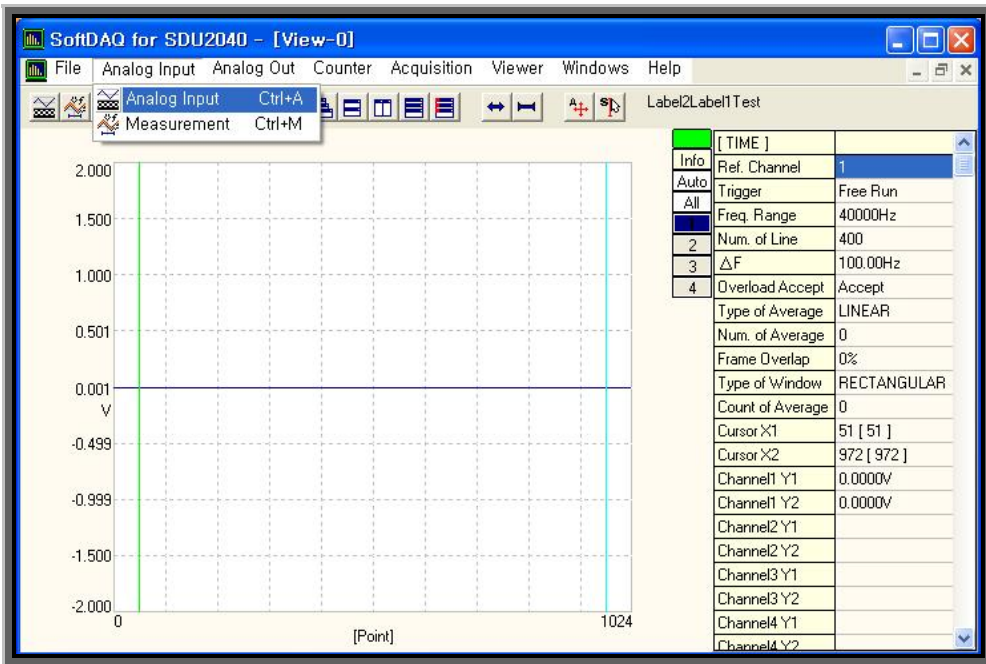 SoftDAQ for SDU2040 - [View-0]
File Analog Input Analog Out Counter Acquisition Viewer Windows Help
Analog Input Ctrl+A
Measurement Ctrl+M
Label2Label1Test
2.000
1.500
1.000
0.501
0.001
V
-0.499
-0.999
-1.500
-2.000
0
1024
[Point]
Info
Auto
All
1
2
3
4
[ TIME ]
Ref. Channel 1
Trigger Free Run
Freq. Range 40000Hz
Num. of Line 400
△F 100.00Hz
Overload Accept Accept
Type of Average LINEAR
Num. of Average 0
Frame Overlap 0%
Type of Window RECTANGULAR
Count of Average 0
Cursor X1 51 [ 51 ]
Cursor X2 972 [ 972 ]
Channel1 Y1 0.0000V
Channel1 Y2 0.0000V
Channel2 Y1
Channel2 Y2
Channel3 Y1
Channel3 Y2
Channel4 Y1
Channel4 Y2